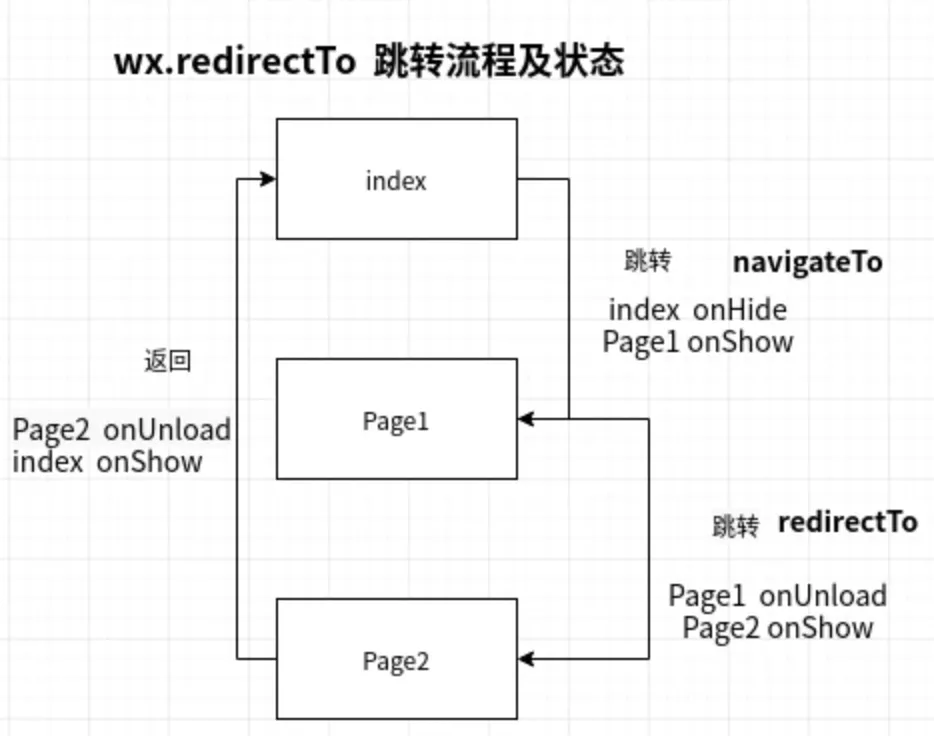 wx.redirectTo 跳转流程及状态
index
跳转 navigateTo
index onHide
Page1 onShow
返回
Page1
Page2 onUnload
index onShow
跳转 redirectTo
Page1 onUnload
Page2 onShow
Page2